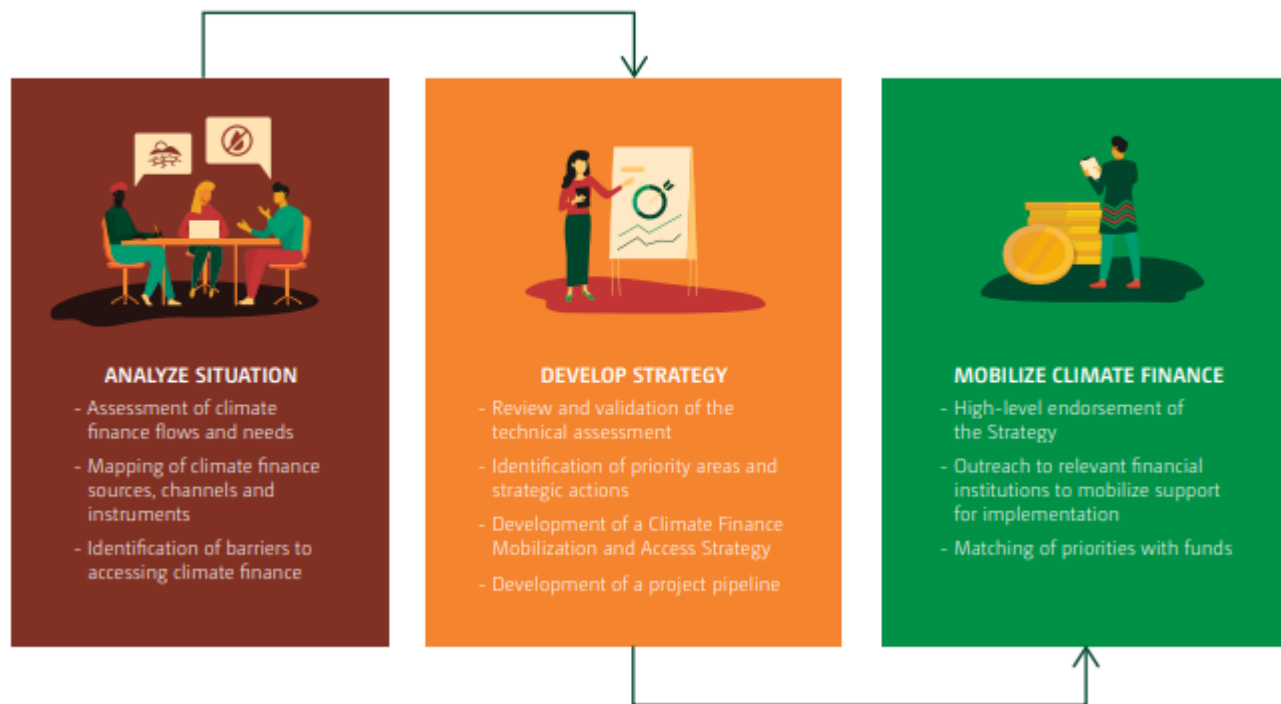 ANALYZE SITUATION
- Assessment of climate
finance flows and needs
- Mapping of climate finance
sources, channels and
instruments
- Identification of barriers to
accessing climate finance
DEVELOP STRATEGY
- Review and validation of the
technical assessment
- Identification of priority areas and
strategic actions
- Development of a Climate Finance
Mobilization and Access Strategy
- Development of a project pipeline
MOBILIZE CLIMATE FINANCE
- High-level endorsement of
the Strategy
- Outreach to relevant financial
institutions to mobilize support
for implementation
- Matching of priorities with funds